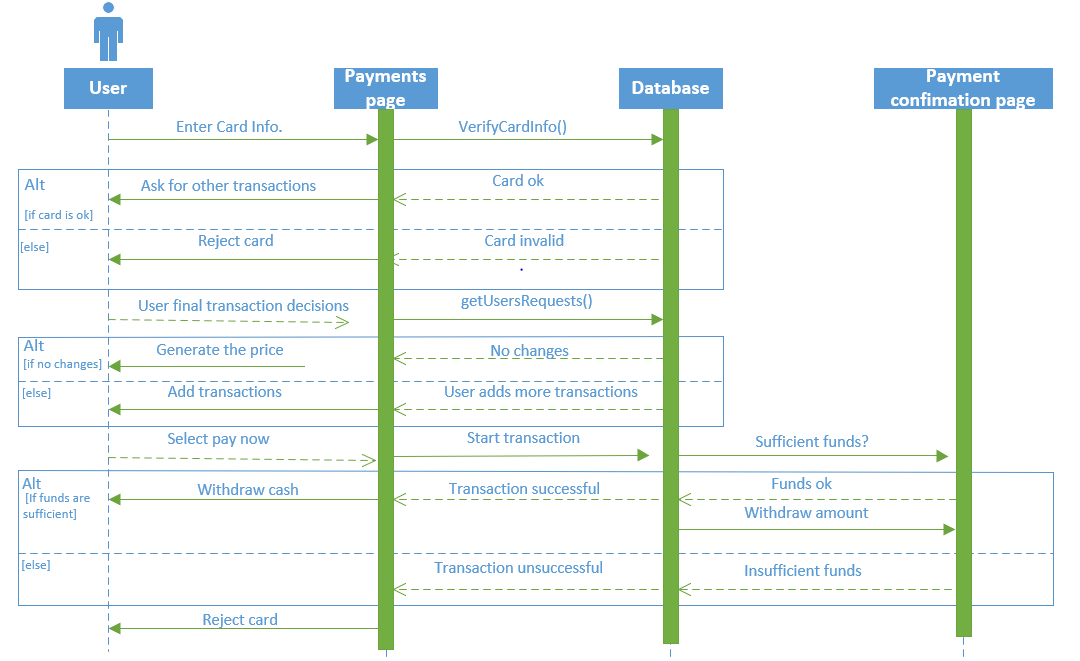 User
Payments
page
Database
Payment
confimation page
Enter Card Info.
VerifyCardInfo()
Alt
[if card is ok]
Ask for other transactions
Card ok
[else]
Reject card
Card invalid
User final transaction decisions
getUsersRequests()
Alt
[if no changes]
Generate the price
No changes
[else]
Add transactions
User adds more transactions
Select pay now
Start transaction
Sufficient funds?
Alt
[If funds are
sufficient]
Withdraw cash
Transaction successful
Funds ok
Withdraw amount
[else]
Transaction unsuccessful
Insufficient funds
Reject card